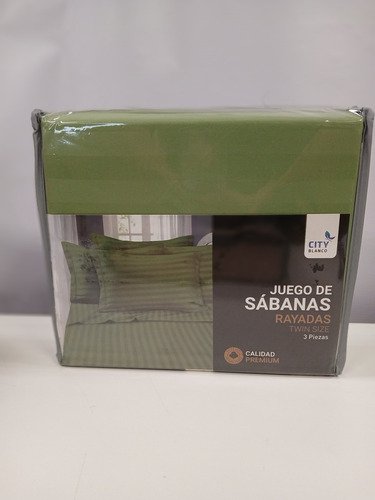 CITY
BLANCO
JUEGO DE
SÁBANAS
RAYADAS
TWIN SIZE
3 Piezas
CALIDAD
PREMIUM